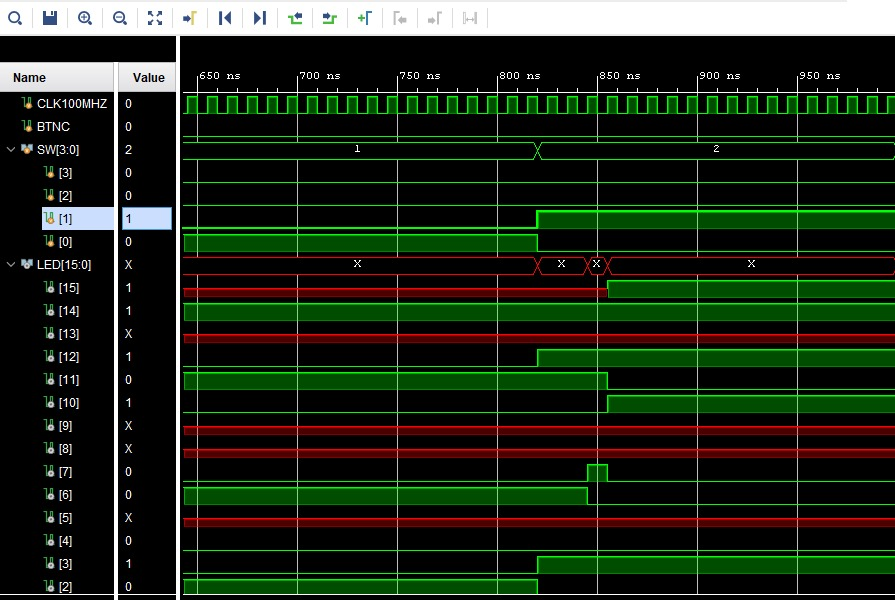 650 ns 700 ns 750 ns 800 ns 850 ns 900 ns 950 ns
Name Value
CLK100MHZ 0
BTNC 0
SW[3:0] 2 1 2
[3] 0
[2] 0
[1] 1
[0] 0
LED[15:0] X X X X X
[15] 1
[14] 1
[13] X
[12] 1
[11] 0
[10] 1
[9] X
[8] X
[7] 0
[6] 0
[5] X
[4] 0
[3] 1
[2] 0